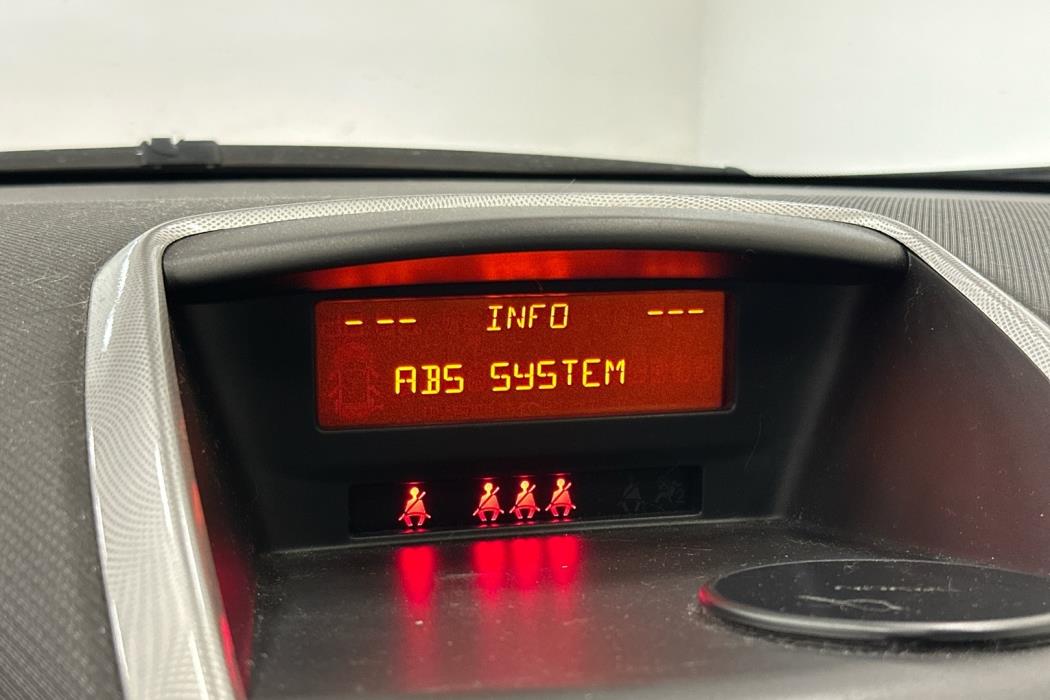 --- INFO ---
ABS SYSTEM